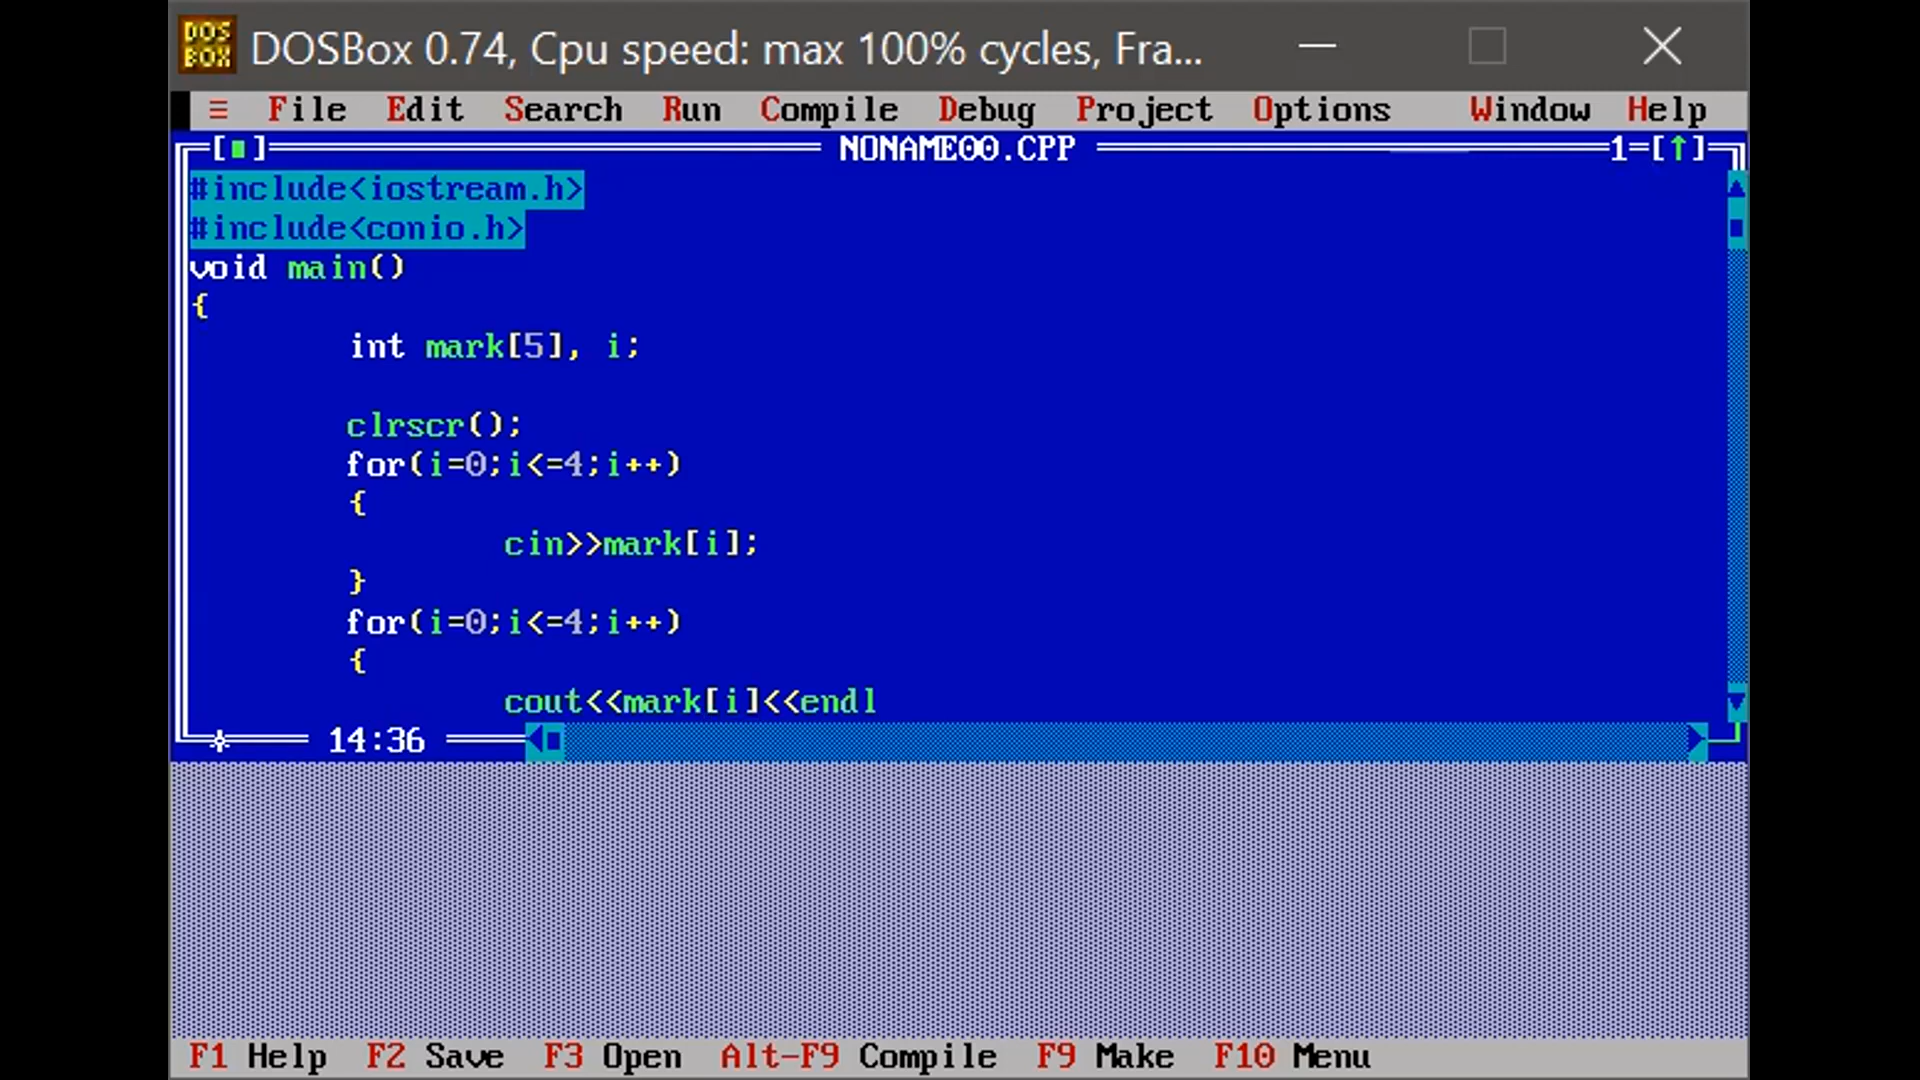 DOS
BOX
DOSBox 0.74, Cpu speed: max 100% cycles, Fra...
≡ File Edit Search Run Compile Debug Project Options Window Help
[■] NONAME00.CPP 1=[↑]
#include<iostream.h>
#include<conio.h>
void main()
{
int mark[5], i;
clrscr();
for(i=0;i<=4;i++)
{
cin>>mark[i];
}
for(i=0;i<=4;i++)
{
cout<<mark[i]<<endl
14:36
F1 Help F2 Save F3 Open Alt-F9 Compile F9 Make F10 Menu